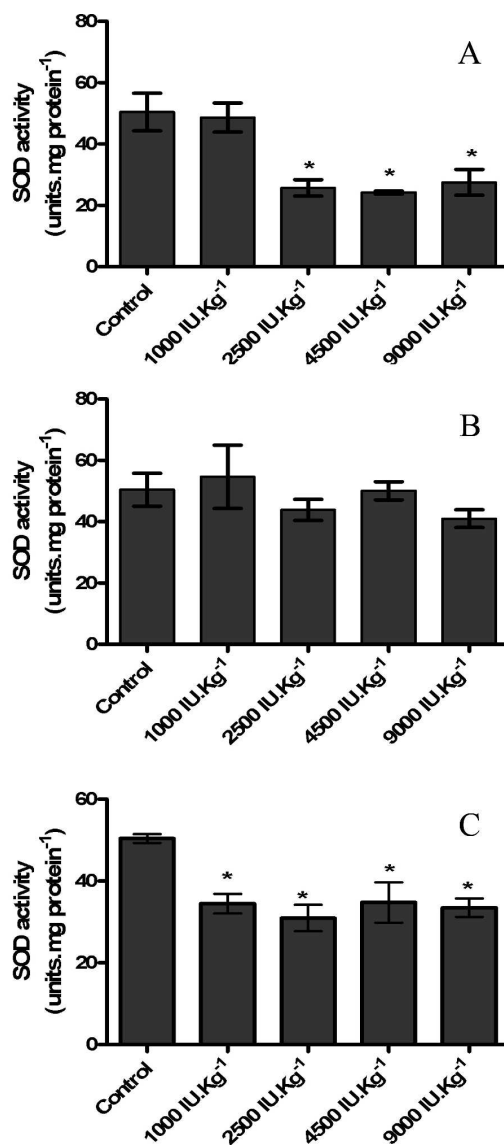 A
SOD activity
(units.mg protein⁻¹)
80
60
40
20
0
*
*
*
Control
1000 IU.Kg⁻¹
2500 IU.Kg⁻¹
4500 IU.Kg⁻¹
9000 IU.Kg⁻¹
B
SOD activity
(units.mg protein⁻¹)
80
60
40
20
0
Control
1000 IU.Kg⁻¹
2500 IU.Kg⁻¹
4500 IU.Kg⁻¹
9000 IU.Kg⁻¹
C
SOD activity
(units.mg protein⁻¹)
60
40
20
0
*
*
*
*
Control
1000 IU.Kg⁻¹
2500 IU.Kg⁻¹
4500 IU.Kg⁻¹
9000 IU.Kg⁻¹